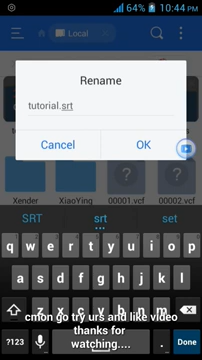 64% 10:44 PM
Local
Rename
tutorial.srt
Cancel OK
Xender XiaoYing 00001.vcf 00002.vcf
SRT srt set
q w e r t y u i o p
a s d f g h j k l
z x c v b n m
cmon go try urs and like video
thanks for
watching....
?123 Done